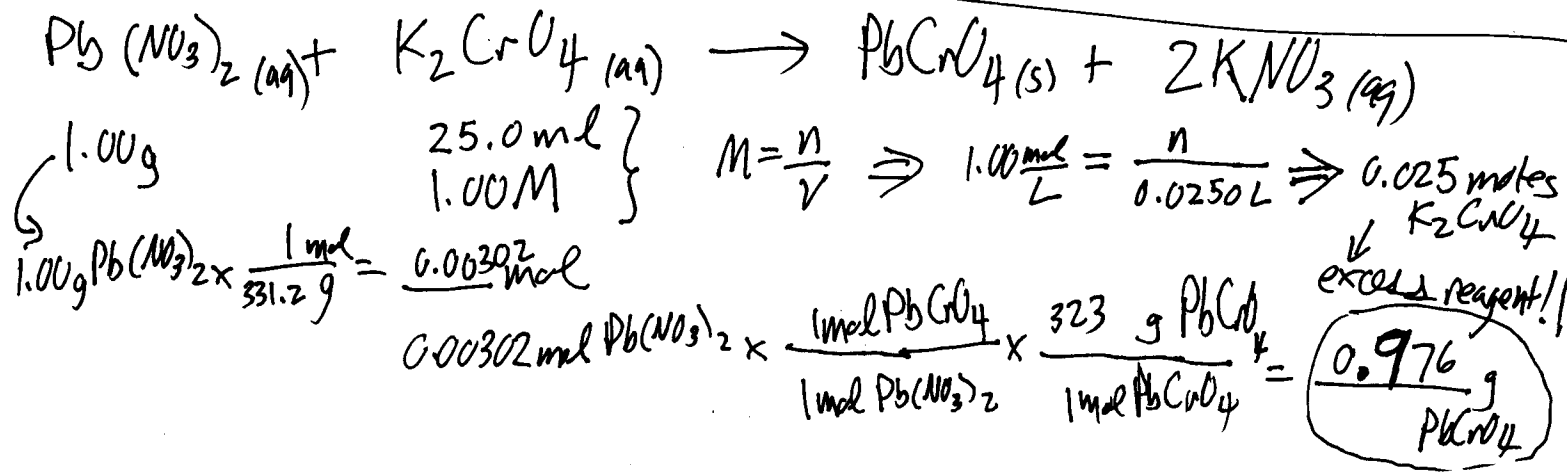 Pb(NO₃)₂ (aq) + K₂CrO₄ (aq) ⟶ PbCrO₄ (s) + 2KNO₃ (aq)
1.00g 25.0 ml } M = n/V ⇒ 1.00 mol/L = n/0.0250 L ⇒ 0.025 moles
1.00 M K₂CrO₄
1.00g Pb(NO₃)₂ × 1 mol/331.2 g = 0.00302 mol excess reagent!!
0.00302 mol Pb(NO₃)₂ × 1 mol PbCrO₄/1 mol Pb(NO₃)₂ × 323 g PbCrO₄/1 mol PbCrO₄ = 0.976 g
PbCrO₄